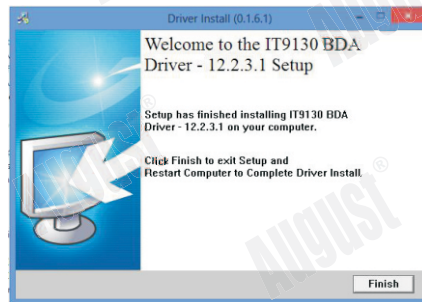 Driver Install (0.1.6.1)
Welcome to the IT9130 BDA
Driver - 12.2.3.1 Setup
Setup has finished installing IT9130 BDA
Driver - 12.2.3.1 on your computer.
Click Finish to exit Setup and
Restart Computer to Complete Driver Install.
Finish
August
August®
August®